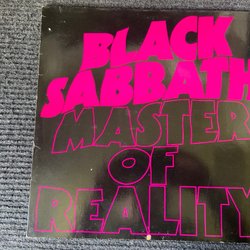 BLACK
SABBATH
MASTER
OF
REALITY